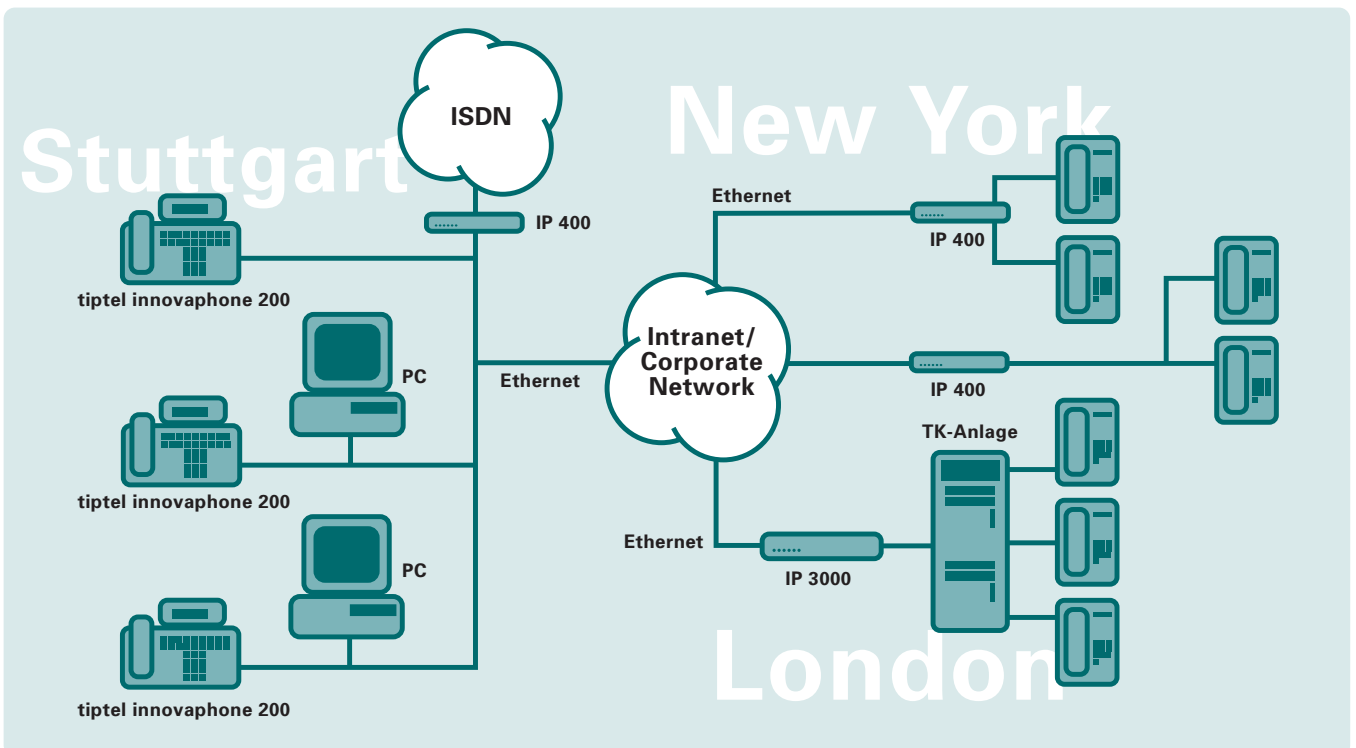 Stuttgart
ISDN
IP 400
tiptel innovaphone 200
PC
tiptel innovaphone 200
PC
tiptel innovaphone 200
Ethernet
Intranet/
Corporate
Network
New York
Ethernet
IP 400
IP 400
TK-Anlage
Ethernet
IP 3000
London